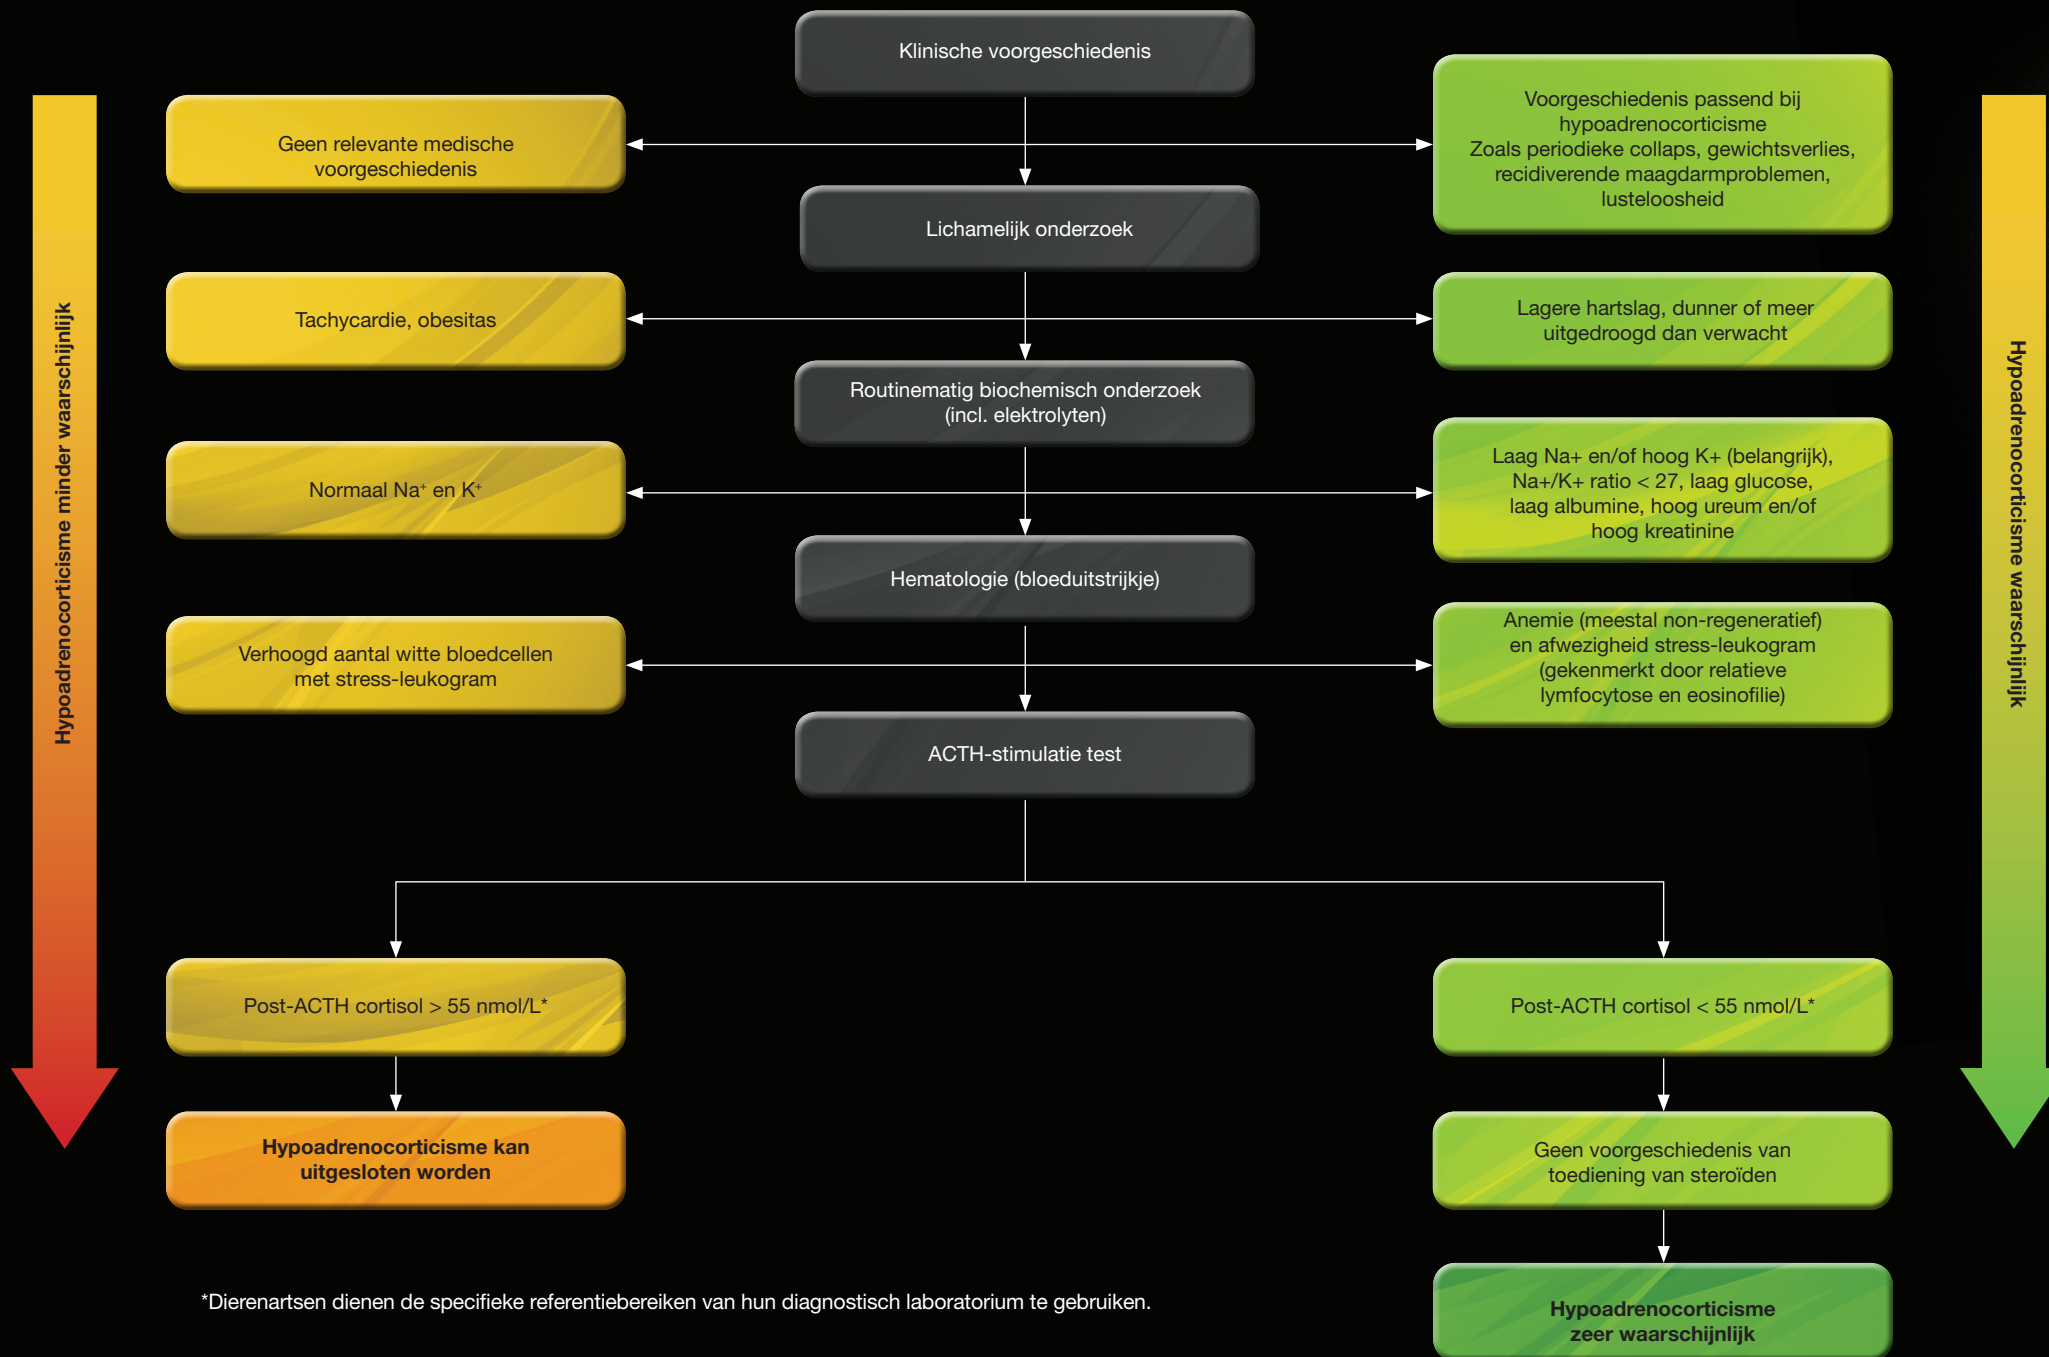 Klinische voorgeschiedenis
Geen relevante medische
voorgeschiedenis
Voorgeschiedenis passend bij
hypoadrenocorticisme
Zoals periodieke collaps, gewichtsverlies,
recidiverende maagdarmproblemen,
lusteloosheid
Lichamelijk onderzoek
Tachycardie, obesitas
Lagere hartslag, dunner of meer
uitgedroogd dan verwacht
Routinematig biochemisch onderzoek
(incl. elektrolyten)
Normaal Na⁺ en K⁺
Laag Na+ en/of hoog K+ (belangrijk),
Na+/K+ ratio < 27, laag glucose,
laag albumine, hoog ureum en/of
hoog kreatinine
Hematologie (bloeduitstrijkje)
Verhoogd aantal witte bloedcellen
met stress-leukogram
Anemie (meestal non-regeneratief)
en afwezigheid stress-leukogram
(gekenmerkt door relatieve
lymfocytose en eosinofilie)
ACTH-stimulatie test
Post-ACTH cortisol > 55 nmol/L*
Post-ACTH cortisol < 55 nmol/L*
Hypoadrenocorticisme kan
uitgesloten worden
Geen voorgeschiedenis van
toediening van steroïden
Hypoadrenocorticisme
zeer waarschijnlijk
*Dierenartsen dienen de specifieke referentiebereiken van hun diagnostisch laboratorium te gebruiken.
Hypoadrenocorticisme minder waarschijnlijk
Hypoadrenocorticisme waarschijnlijk